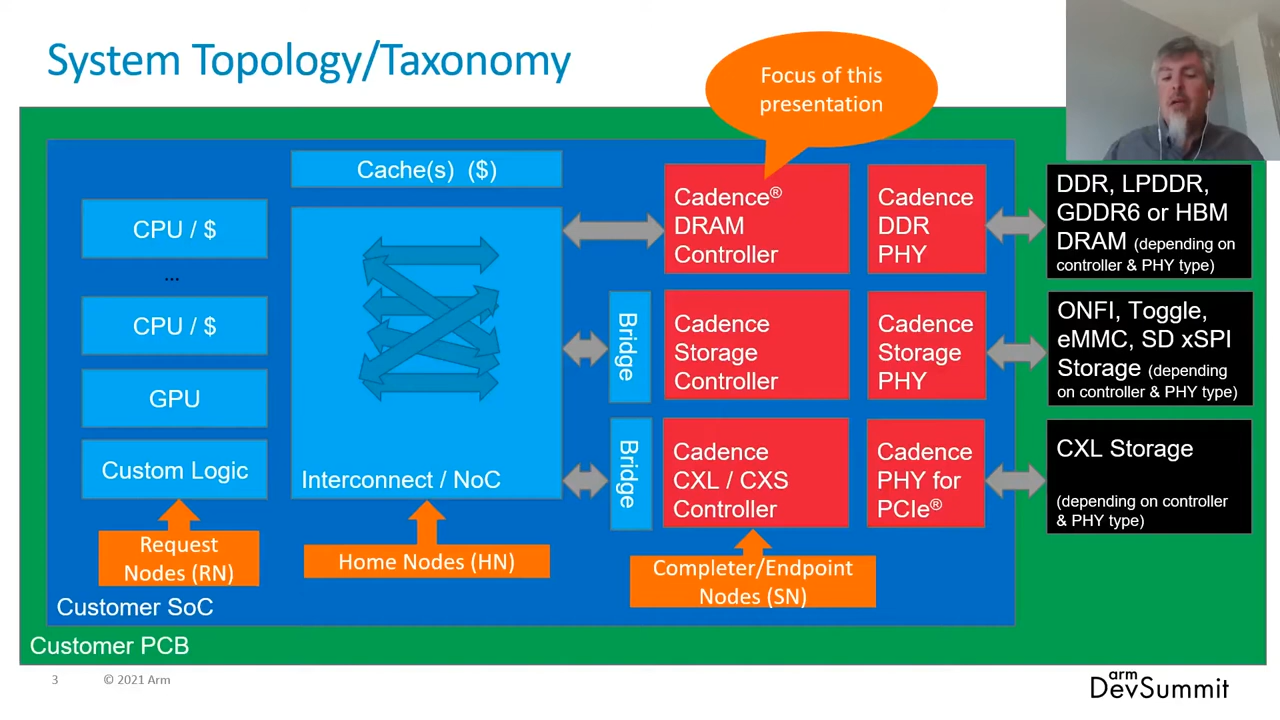 System Topology/Taxonomy
Focus of this
presentation
Cache(s) ($)
CPU / $
...
CPU / $
GPU
Custom Logic
Interconnect / NoC
Bridge
Bridge
Cadence®
DRAM
Controller
Cadence
DDR
PHY
DDR, LPDDR,
GDDR6 or HBM
DRAM (depending on
controller & PHY type)
Cadence
Storage
Controller
Cadence
Storage
PHY
ONFI, Toggle,
eMMC, SD xSPI
Storage (depending
on controller & PHY type)
Cadence
CXL / CXS
Controller
Cadence
PHY for
PCIe®
CXL Storage
(depending on controller
& PHY type)
Request
Nodes (RN)
Home Nodes (HN)
Completer/Endpoint
Nodes (SN)
Customer SoC
Customer PCB
3 © 2021 Arm
arm
DevSummit